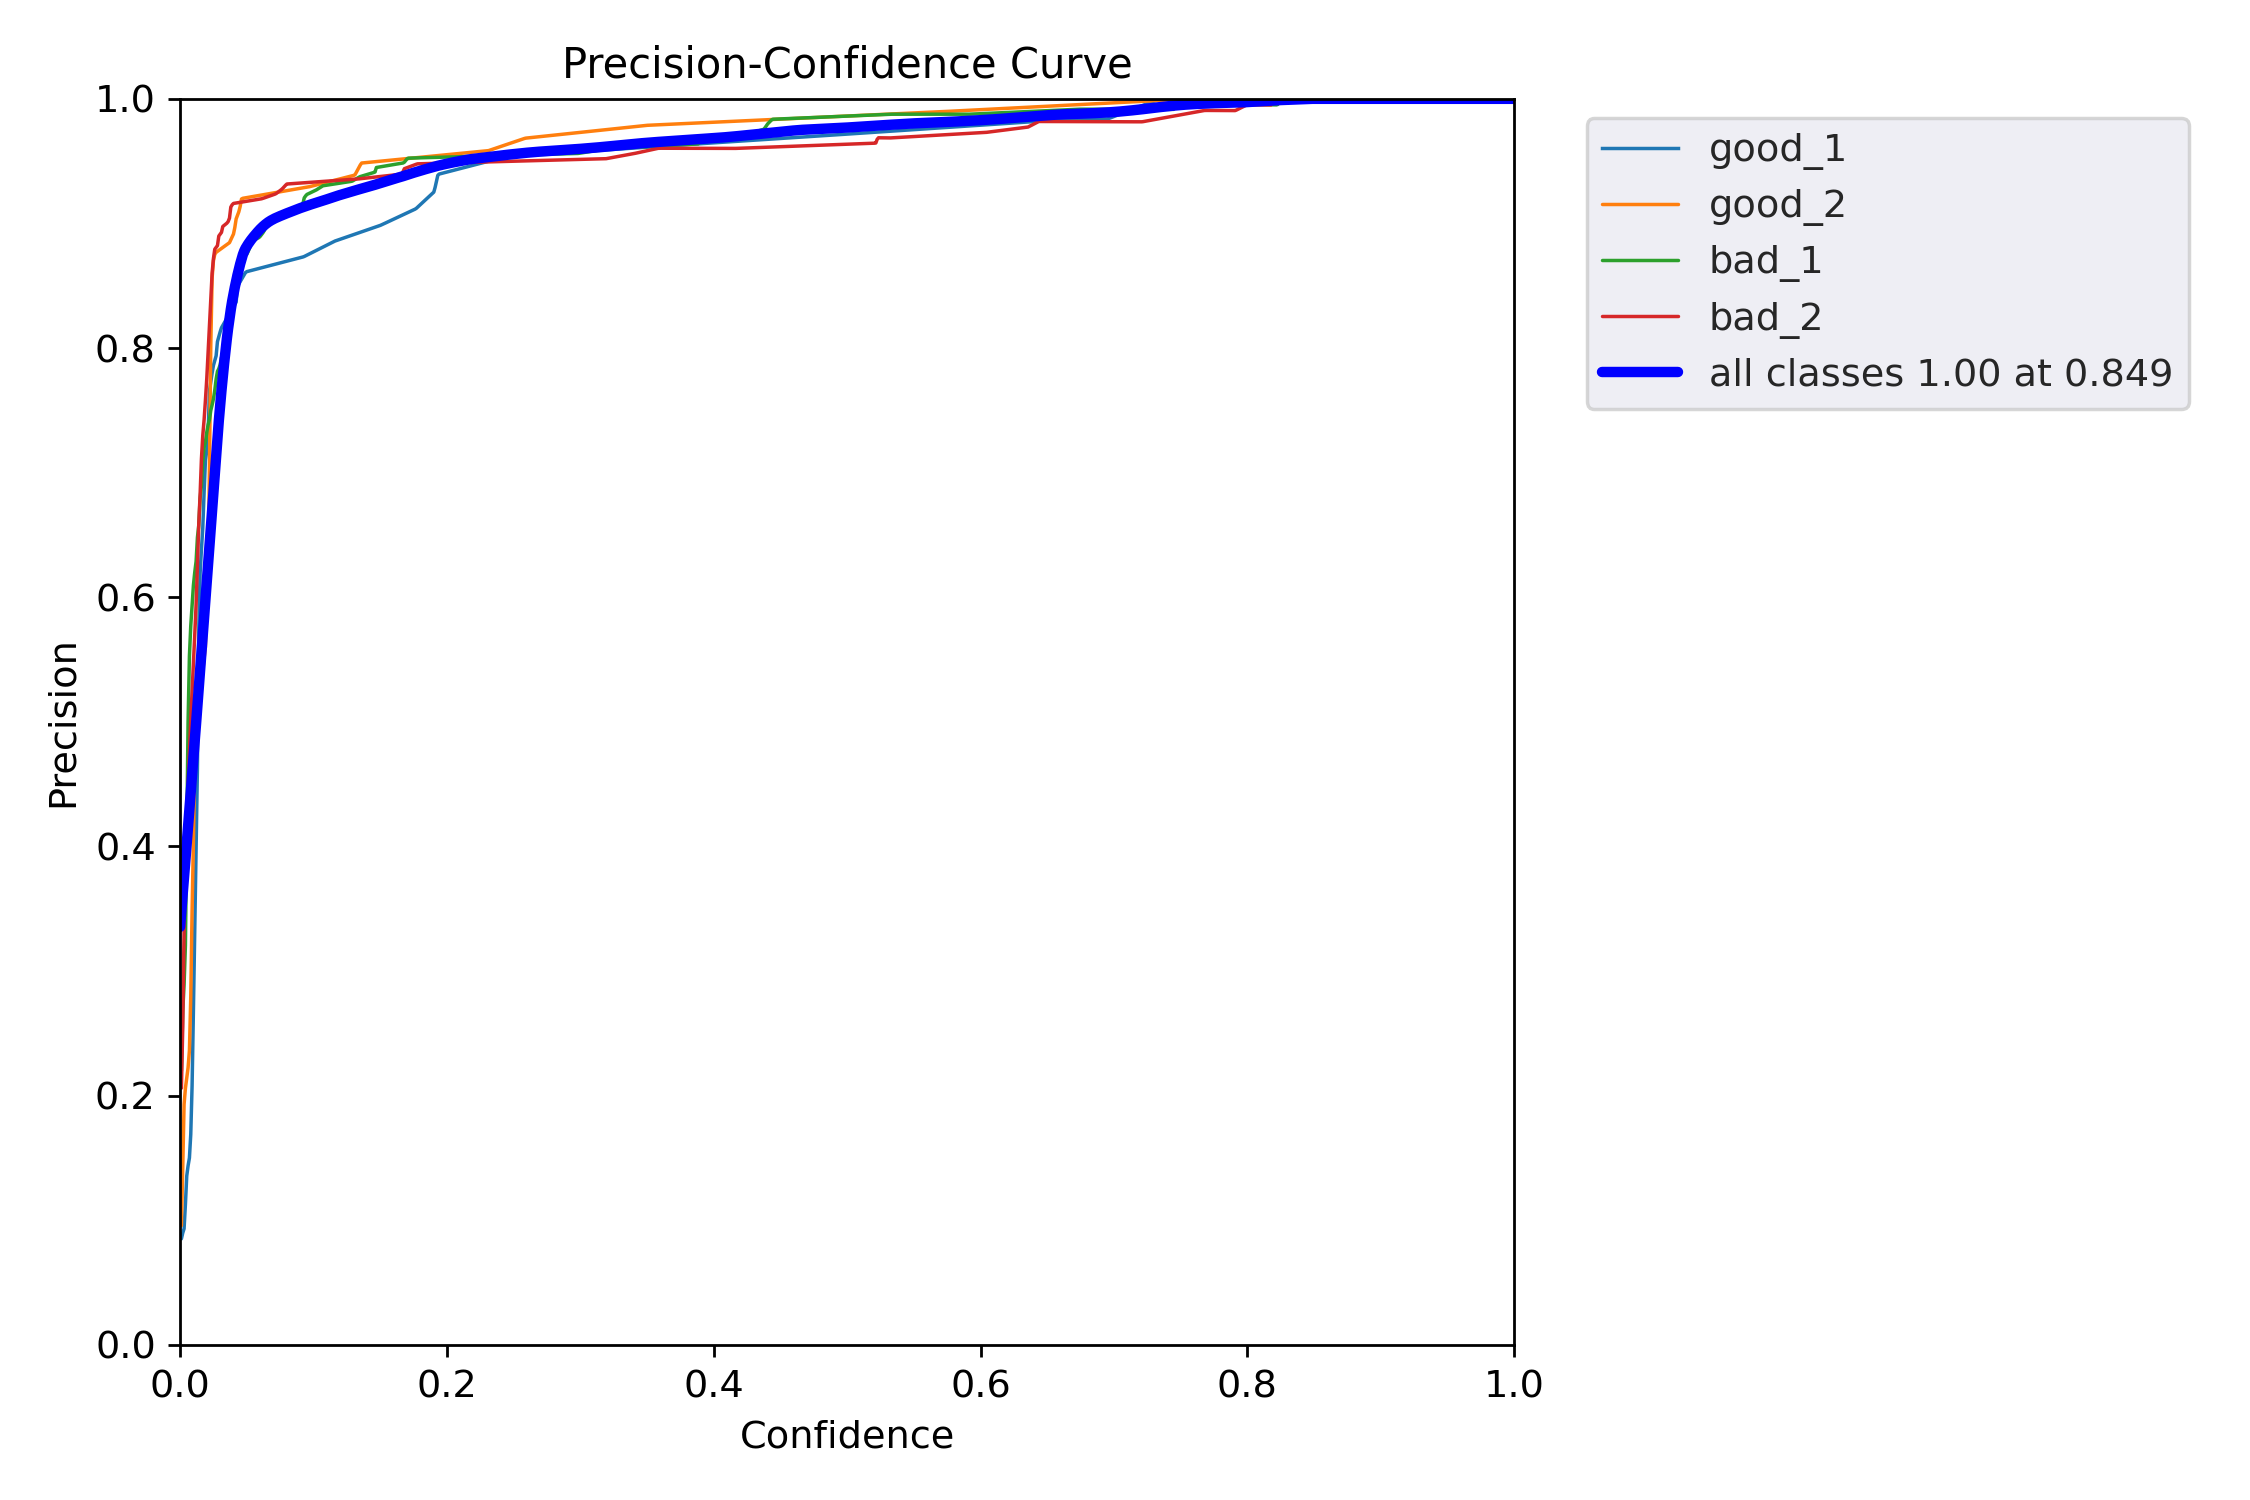 Precision-Confidence Curve
1.0
0.8
0.6
0.4
0.2
0.0
Precision
0.0 0.2 0.4 0.6 0.8 1.0
Confidence
good_1
good_2
bad_1
bad_2
all classes 1.00 at 0.849